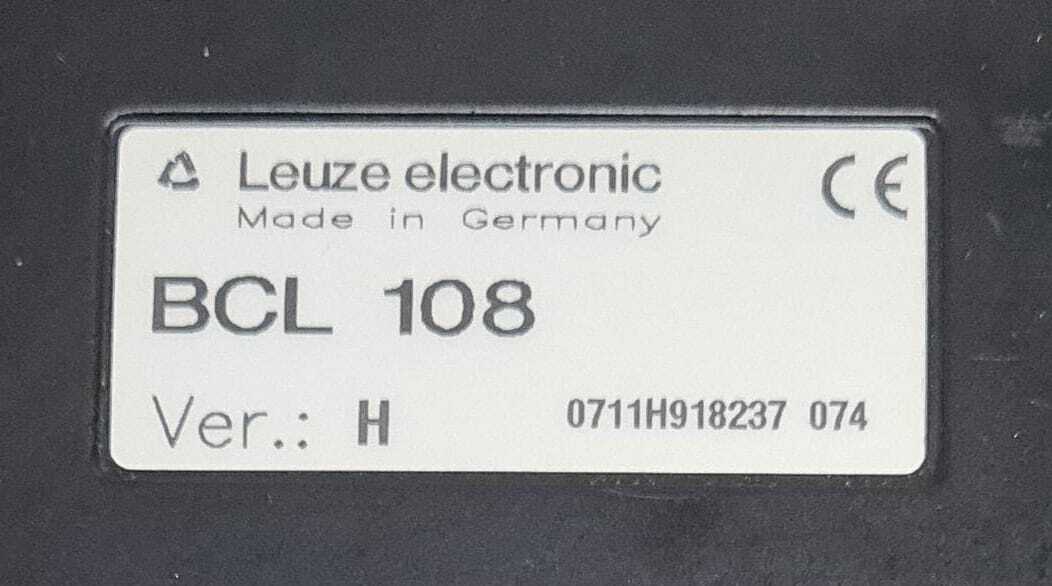 Leuze electronic CE
Made in Germany
BCL 108
Ver.: H 0711H918237 074